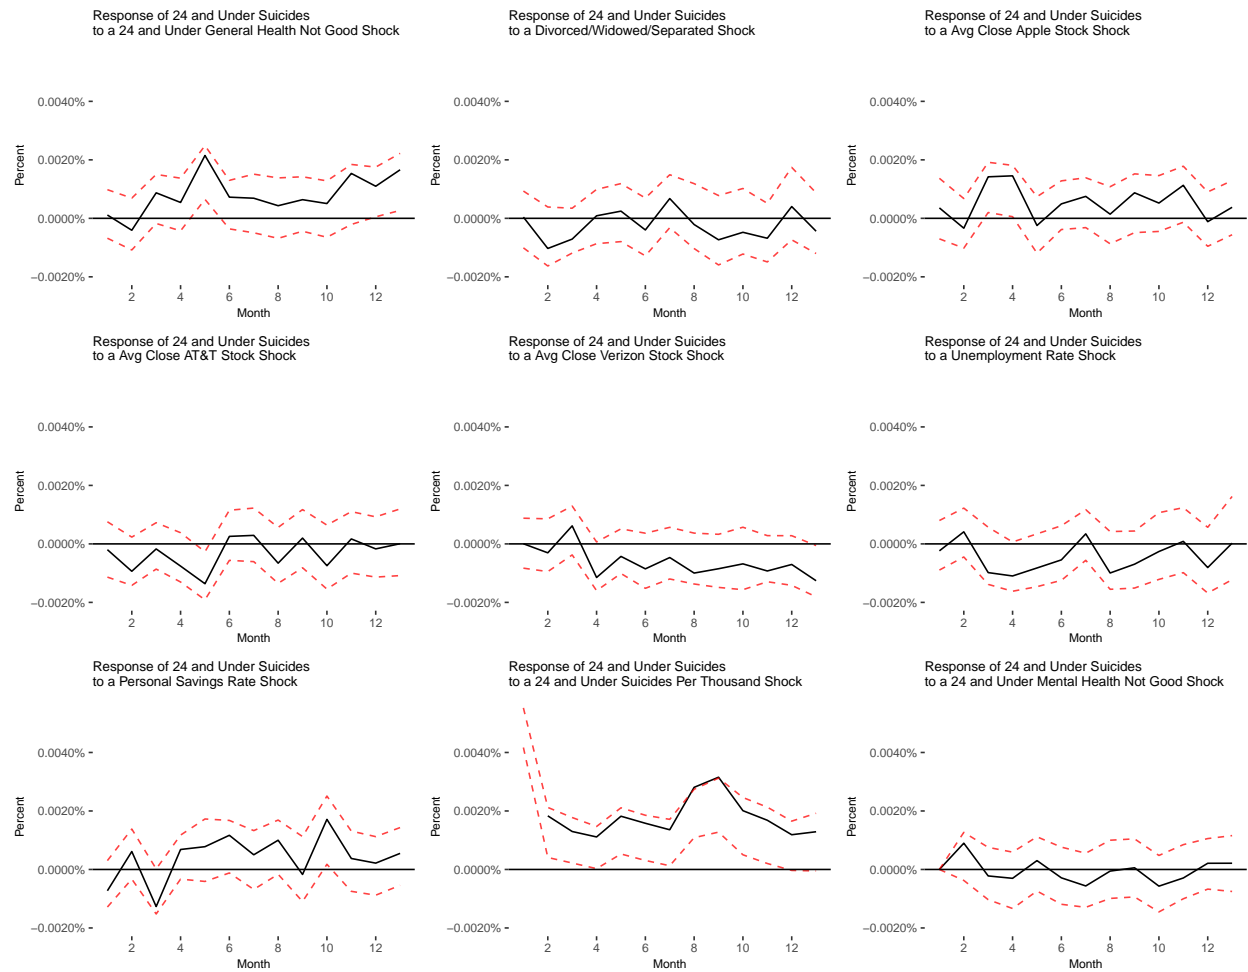 Response of 24 and Under Suicides
to a 24 and Under General Health Not Good Shock
0.0040%
0.0020%
0.0000%
−0.0020%
Percent
2 4 6 8 10 12
Month
Response of 24 and Under Suicides
to a Divorced/Widowed/Separated Shock
0.0040%
0.0020%
0.0000%
−0.0020%
Percent
2 4 6 8 10 12
Month
Response of 24 and Under Suicides
to a Avg Close Apple Stock Shock
0.0040%
0.0020%
0.0000%
−0.0020%
Percent
2 4 6 8 10 12
Month
Response of 24 and Under Suicides
to a Avg Close AT&T Stock Shock
0.0040%
0.0020%
0.0000%
−0.0020%
Percent
2 4 6 8 10 12
Month
Response of 24 and Under Suicides
to a Avg Close Verizon Stock Shock
0.0040%
0.0020%
0.0000%
−0.0020%
Percent
2 4 6 8 10 12
Month
Response of 24 and Under Suicides
to a Unemployment Rate Shock
0.0040%
0.0020%
0.0000%
−0.0020%
Percent
2 4 6 8 10 12
Month
Response of 24 and Under Suicides
to a Personal Savings Rate Shock
0.0040%
0.0020%
0.0000%
−0.0020%
Percent
2 4 6 8 10 12
Month
Response of 24 and Under Suicides
to a 24 and Under Suicides Per Thousand Shock
0.0040%
0.0020%
0.0000%
−0.0020%
Percent
2 4 6 8 10 12
Month
Response of 24 and Under Suicides
to a 24 and Under Mental Health Not Good Shock
0.0040%
0.0020%
0.0000%
−0.0020%
Percent
2 4 6 8 10 12
Month